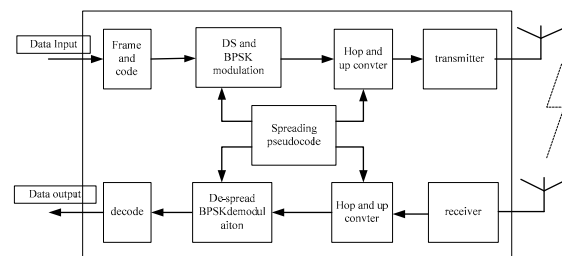 Data Input
Frame
and
code
DS and
BPSK
modulation
Hop and
up convter
transmitter
Spreading
pseudocode
Data output
decode
De-spread
BPSKdemodul
aiton
Hop and up
convter
receiver